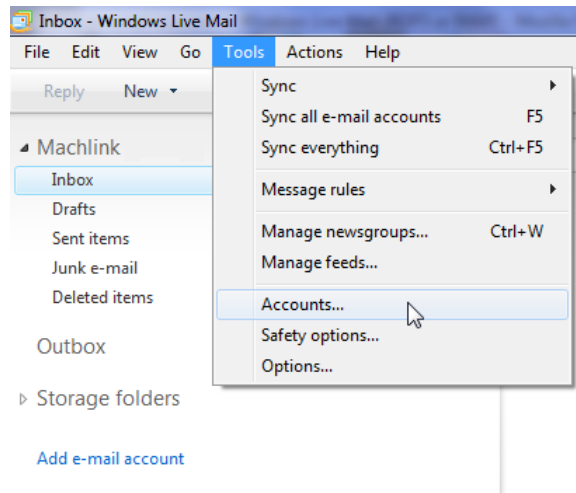 Inbox - Windows Live Mail
File Edit View Go Tools Actions Help
Reply New
Sync
Sync all e-mail accounts F5
Sync everything Ctrl+F5
Message rules
Manage newsgroups... Ctrl+W
Manage feeds...
Accounts...
Safety options...
Options...
Machlink
Inbox
Drafts
Sent items
Junk e-mail
Deleted items
Outbox
Storage folders
Add e-mail account